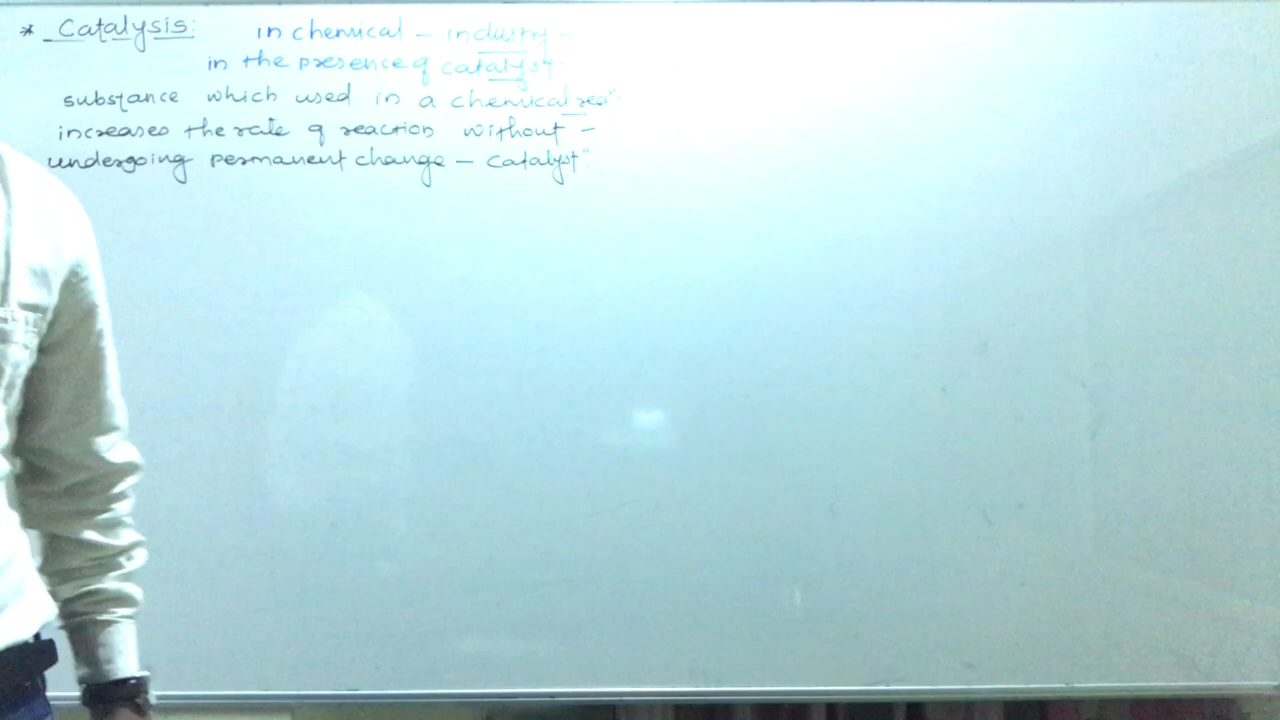 * Catalysis: in chemical - industry -
in the presence of catalyst
substance which used in a chemical reaⁿ
increases the rate of reaction without -
undergoing permanent change - catalyst"